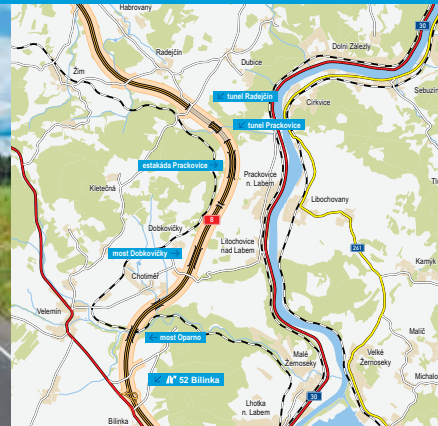 Habrovany
30
Radejčín
Dolní Zálezly
Dubice
Žim
Sebuzín
tunel Radejčín
Církvice
tunel Prackovice
estakáda Prackovice
Prackovice
n. Labem
Kletečná
Libochovany
8
Dobkovičky
Litochovice
nad Labem
261
most Dobkovičky
Kamýk
Chotiměř
Velemín
Malíč
most Oparno
Malé
Žernoseky
Velké
Žernoseky
Michalo
52 Bílinka
30
Lhotka
n. Labem
Bílinka